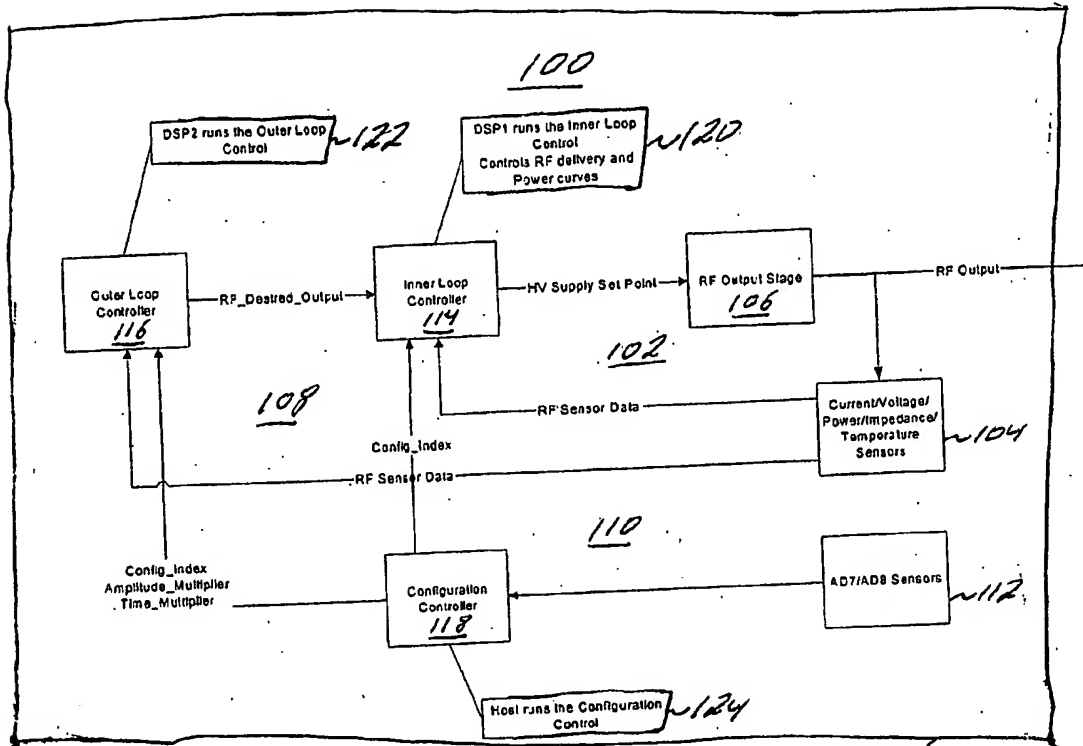 100
DSP2 runs the Outer Loop
Control
~122
DSP1 runs the Inner Loop
Control
Controls RF delivery and
Power curves
~120
Outer Loop
Controller
116
RF_Desired_Output
Inner Loop
Controller
114
HV Supply Set Point
RF Output Stage
106
RF Output
102
108
RF Sensor Data
Current/Voltage/
Power/Impedance/
Temperature
Sensors
~104
Config_Index
RF Sensor Data
110
Config_Index
Amplitude_Multiplier
Time_Multiplier
Configuration
Controller
118
AD7/AD8 Sensors
~112
Host runs the Configuration
Control
~124